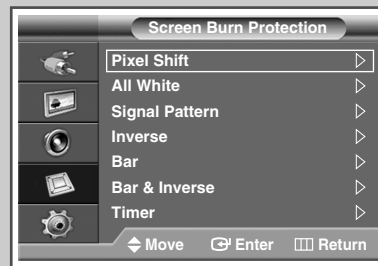 Screen Burn Protection
Pixel Shift
All White
Signal Pattern
Inverse
Bar
Bar & Inverse
Timer
Move Enter Return